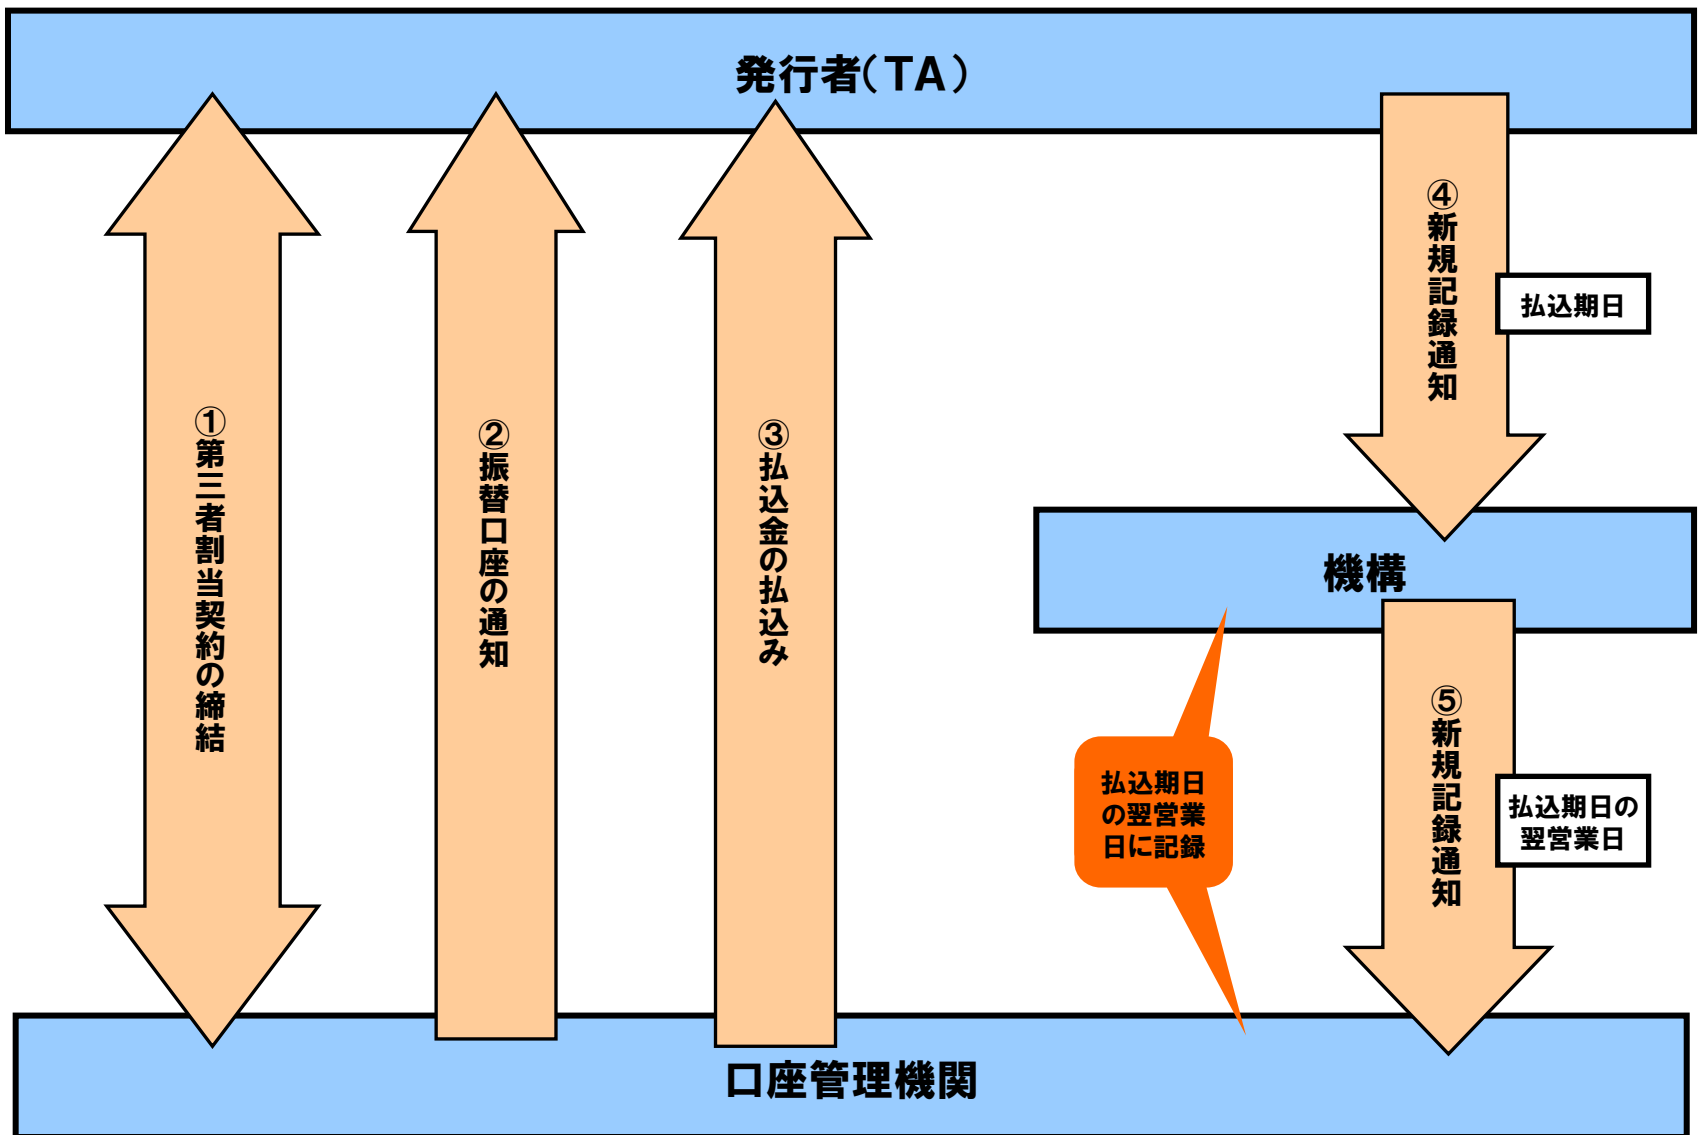 発行者(TA)
①第三者割当契約の締結
②振替口座の通知
③払込金の払込み
④新規記録通知
払込期日
機構
払込期日
の翌営業
日に記録
⑤新規記録通知
払込期日の
翌営業日
口座管理機関